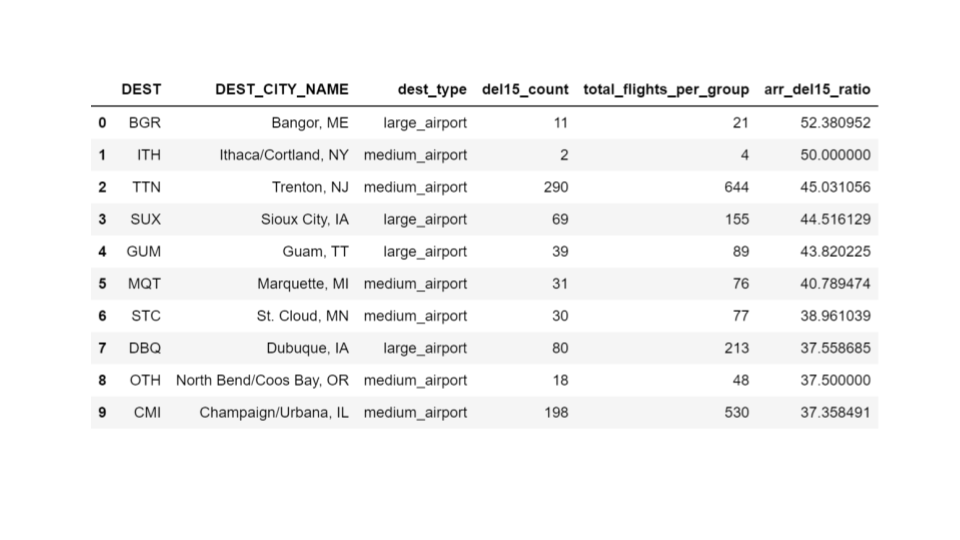 DEST DEST_CITY_NAME dest_type del15_count total_flights_per_group arr_del15_ratio
0 BGR Bangor, ME large_airport 11 21 52.380952
1 ITH Ithaca/Cortland, NY medium_airport 2 4 50.000000
2 TTN Trenton, NJ medium_airport 290 644 45.031056
3 SUX Sioux City, IA large_airport 69 155 44.516129
4 GUM Guam, TT large_airport 39 89 43.820225
5 MQT Marquette, MI medium_airport 31 76 40.789474
6 STC St. Cloud, MN medium_airport 30 77 38.961039
7 DBQ Dubuque, IA large_airport 80 213 37.558685
8 OTH North Bend/Coos Bay, OR medium_airport 18 48 37.500000
9 CMI Champaign/Urbana, IL medium_airport 198 530 37.358491